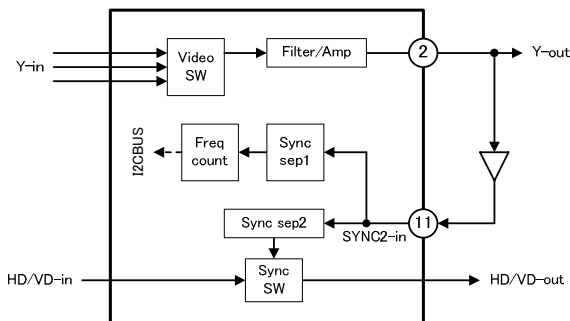 Y-in
Video
SW
Filter/Amp
2
Y-out
I2CBUS
Freq
count
Sync
sep1
Sync sep2
SYNC2-in
11
HD/VD-in
Sync
SW
HD/VD-out